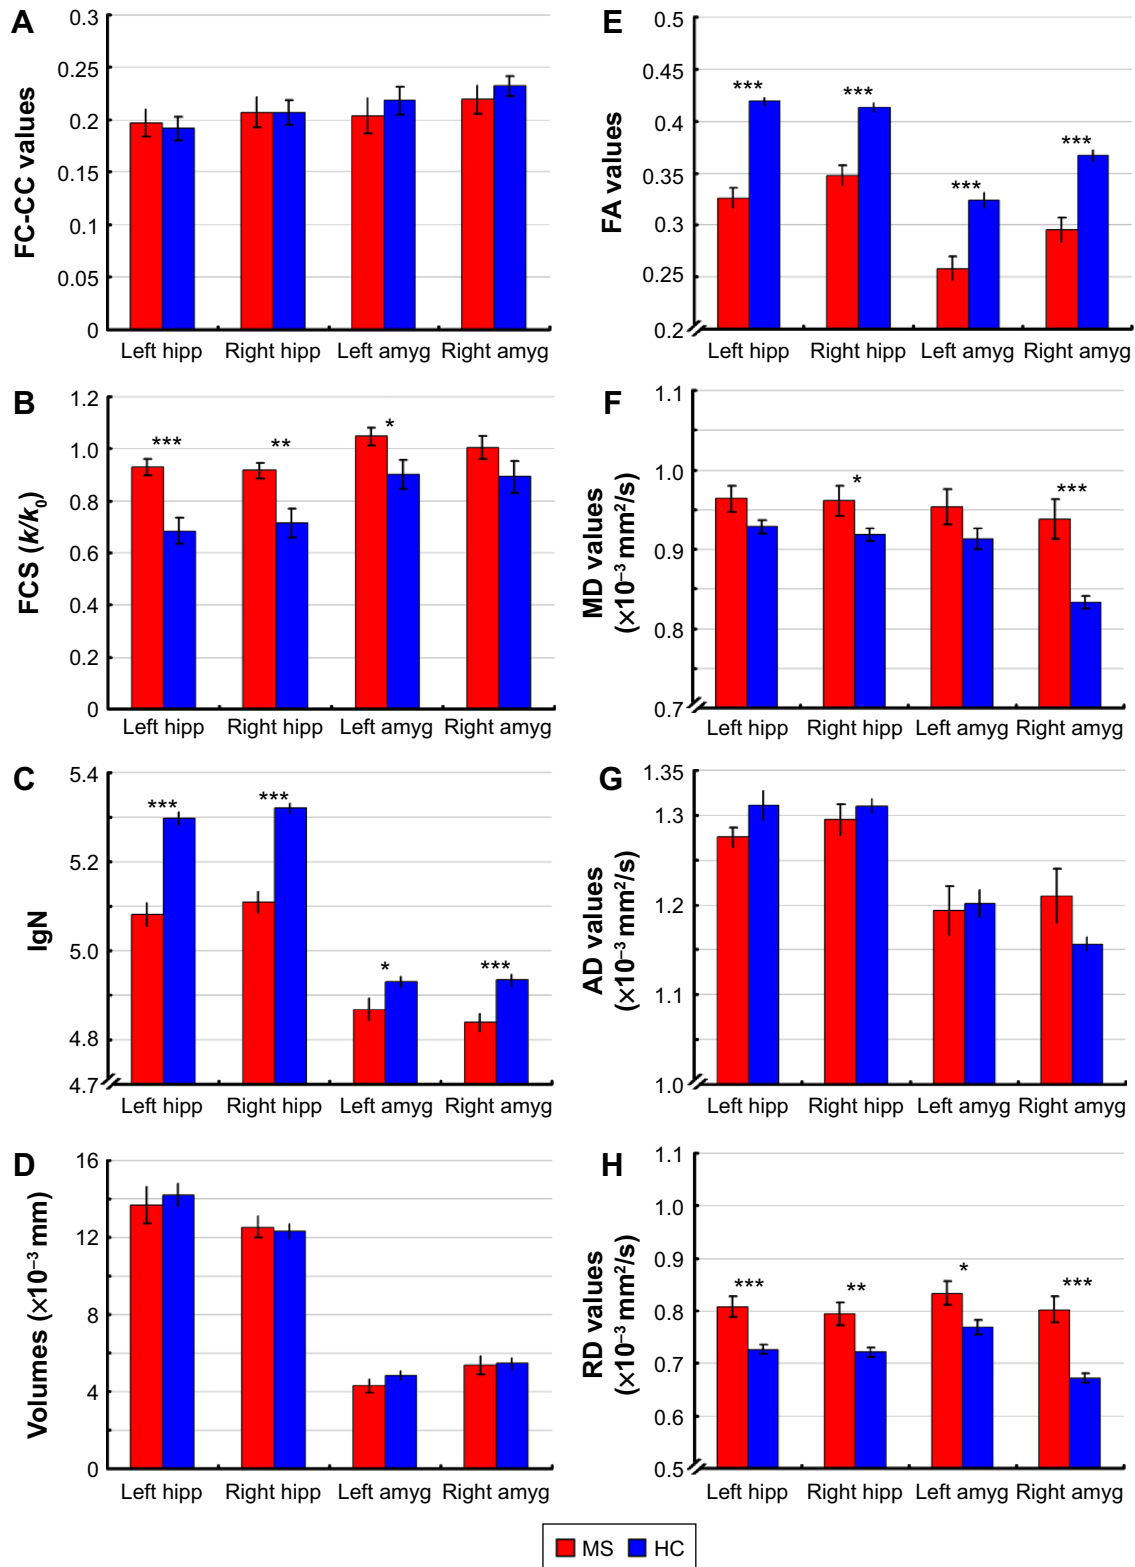 A
FC-CC values
0.3
0.25
0.2
0.15
0.1
0.05
0
Left hipp Right hipp Left amyg Right amyg
B
FCS (k/k₀)
1.2
1.0
0.8
0.6
0.4
0.2
0
*** ** *
Left hipp Right hipp Left amyg Right amyg
C
IgN
5.4
5.2
5.0
4.8
4.7
*** *** * ***
Left hipp Right hipp Left amyg Right amyg
D
Volumes (×10⁻³ mm)
16
12
8
4
0
Left hipp Right hipp Left amyg Right amyg
E
FA values
0.5
0.45
0.4
0.35
0.3
0.25
0.2
*** *** *** ***
Left hipp Right hipp Left amyg Right amyg
F
MD values
(×10⁻³ mm²/s)
1.1
1.0
0.9
0.8
0.7
* ***
Left hipp Right hipp Left amyg Right amyg
G
AD values
(×10⁻³ mm²/s)
1.35
1.3
1.2
1.1
1.0
Left hipp Right hipp Left amyg Right amyg
H
RD values
(×10⁻³ mm²/s)
1.1
1.0
0.9
0.8
0.7
0.6
0.5
*** ** * ***
Left hipp Right hipp Left amyg Right amyg
MS HC